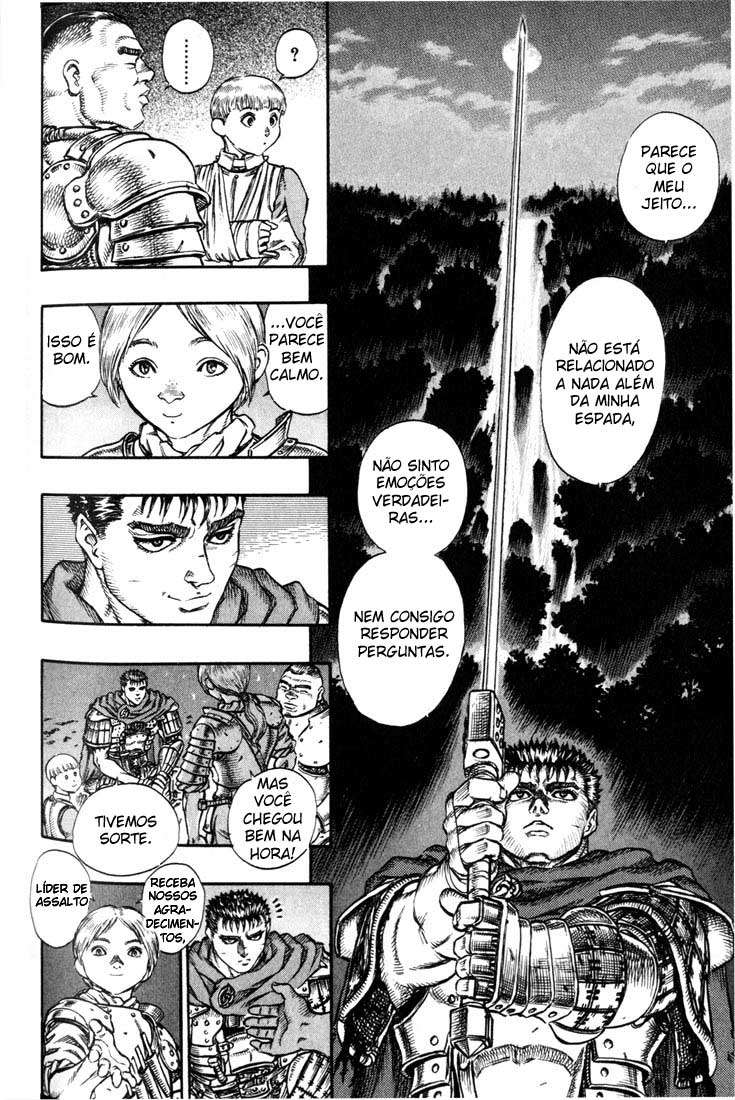 PARECE
QUE O
MEU
JEITO...
NÃO ESTÁ
RELACIONADO
A NADA ALÉM
DA MINHA
ESPADA,
NÃO SINTO
EMOÇÕES
VERDADEI-
RAS...
NEM CONSIGO
RESPONDER
PERGUNTAS.
?
........
...VOCÊ
PARECE
BEM
CALMO.
ISSO É
BOM.
MAS
VOCÊ
CHEGOU
BEM NA
HORA!
TIVEMOS
SORTE.
RECEBA
NOSSOS
AGRA-
DECIMEN-
TOS,
LÍDER DE
ASSALTO